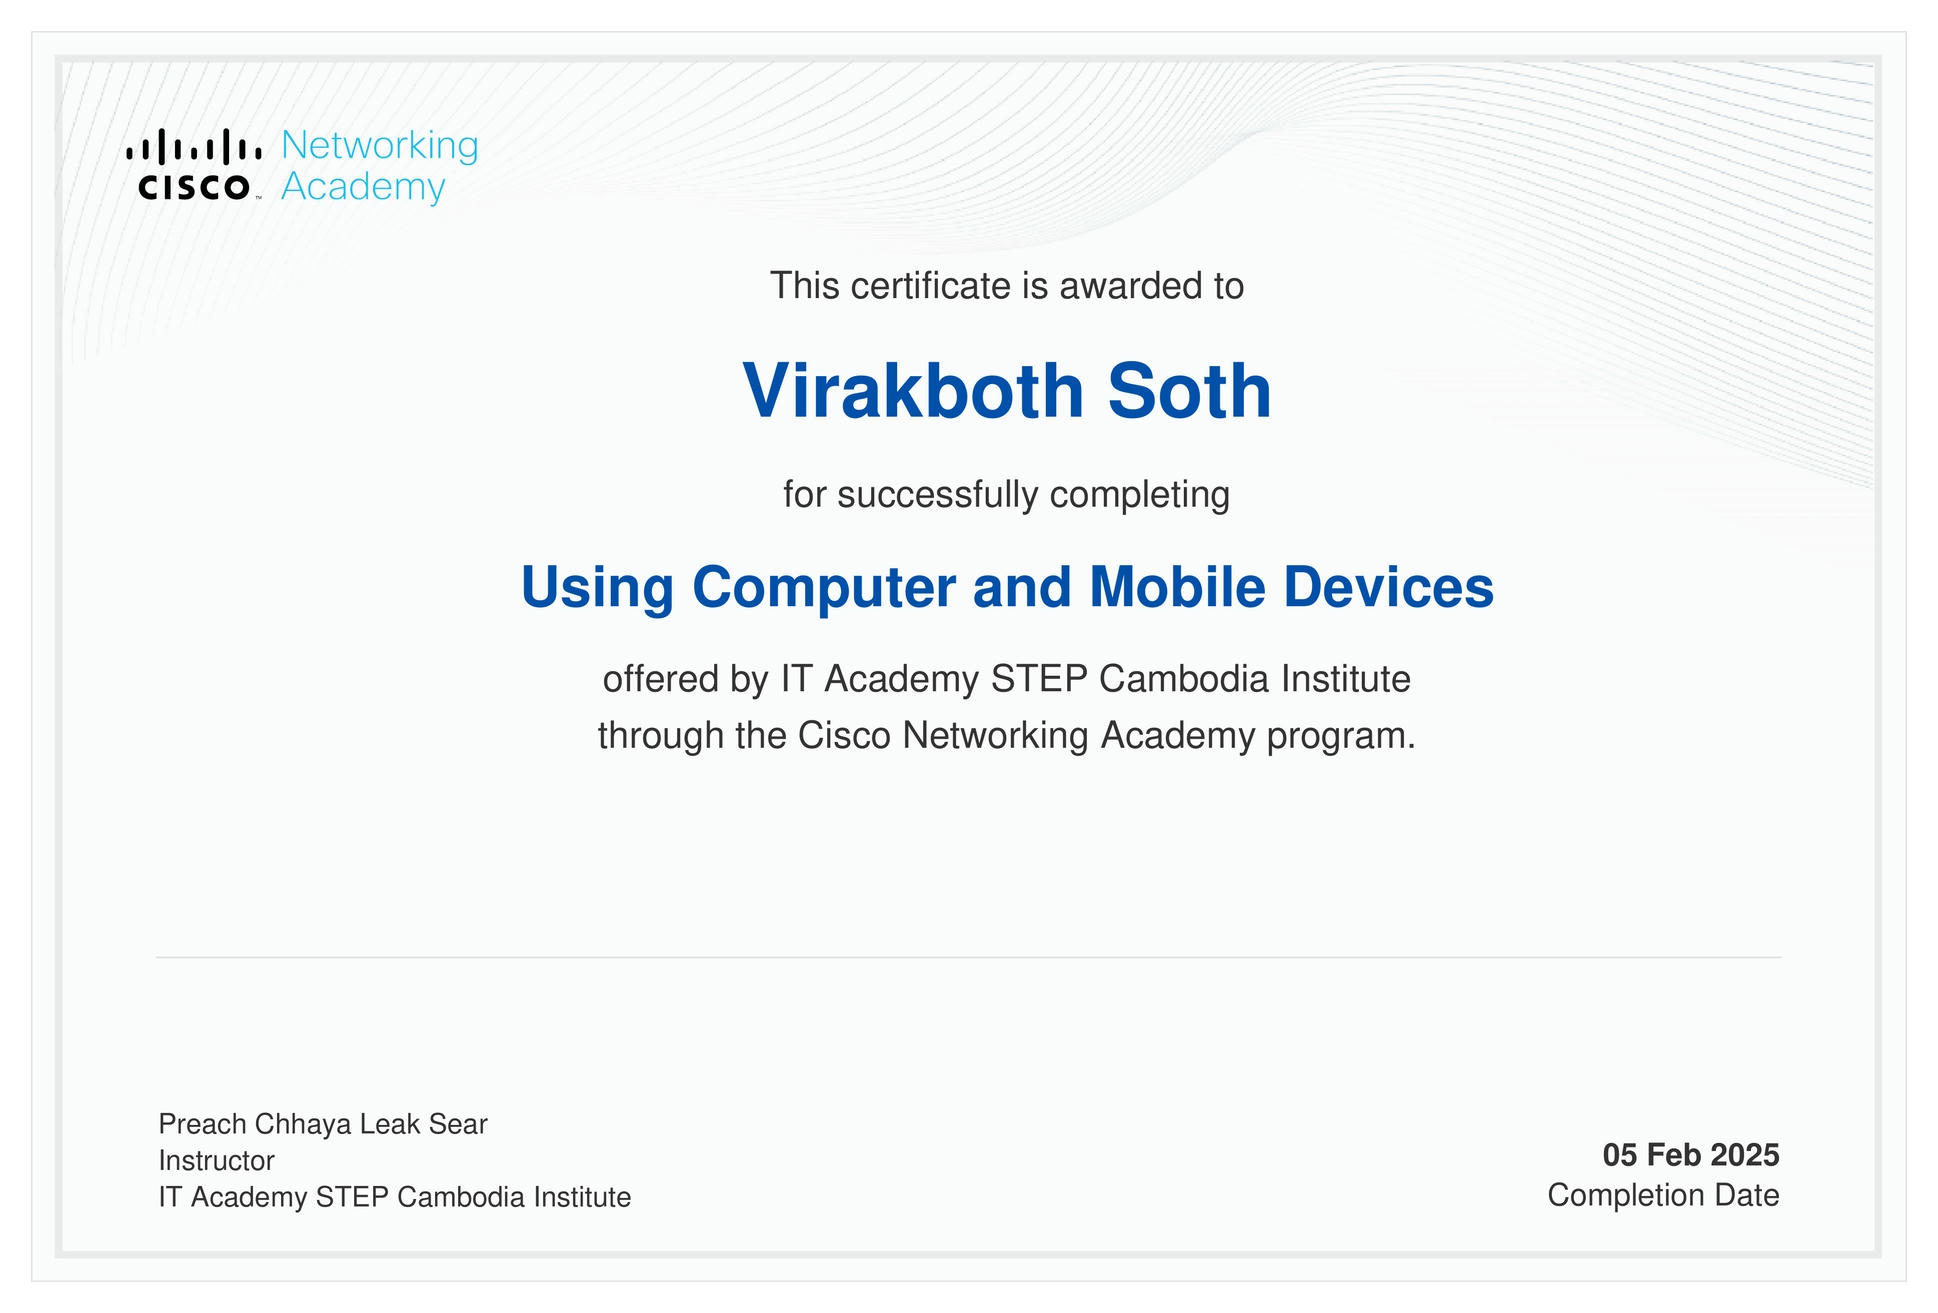 Networking
Academy
CISCO™
This certificate is awarded to
Virakboth Soth
for successfully completing
Using Computer and Mobile Devices
offered by IT Academy STEP Cambodia Institute
through the Cisco Networking Academy program.
Preach Chhaya Leak Sear
Instructor
IT Academy STEP Cambodia Institute
05 Feb 2025
Completion Date